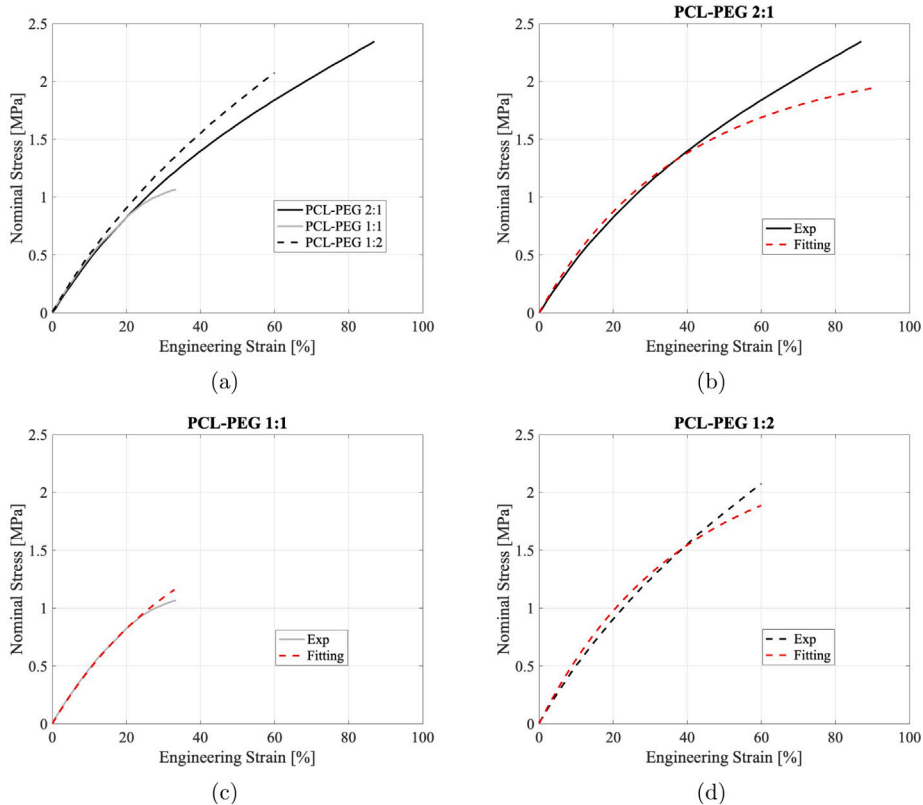 2.5
2
1.5
1
0.5
0
0 20 40 60 80 100
Nominal Stress [MPa]
Engineering Strain [%]
PCL-PEG 2:1
PCL-PEG 1:1
PCL-PEG 1:2
(a)
PCL-PEG 2:1
2.5
2
1.5
1
0.5
0
0 20 40 60 80 100
Nominal Stress [MPa]
Engineering Strain [%]
Exp
Fitting
(b)
PCL-PEG 1:1
2.5
2
1.5
1
0.5
0
0 20 40 60 80 100
Nominal Stress [MPa]
Engineering Strain [%]
Exp
Fitting
(c)
PCL-PEG 1:2
2.5
2
1.5
1
0.5
0
0 20 40 60 80 100
Nominal Stress [MPa]
Engineering Strain [%]
Exp
Fitting
(d)